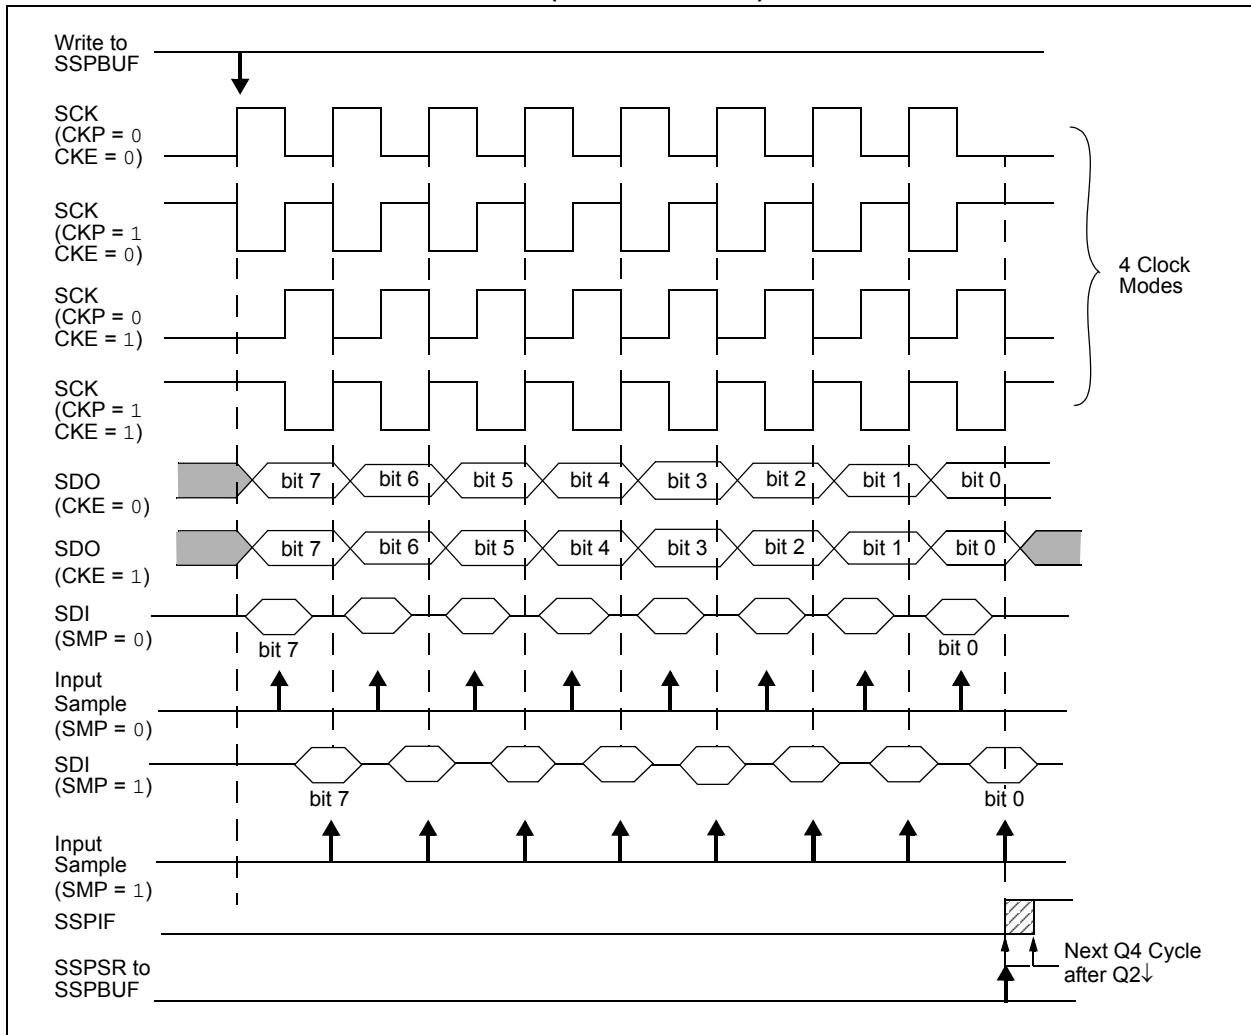 Write to
SSPBUF
SCK
(CKP = 0
CKE = 0)
SCK
(CKP = 1
CKE = 0)
4 Clock
Modes
SCK
(CKP = 0
CKE = 1)
SCK
(CKP = 1
CKE = 1)
SDO
(CKE = 0)
bit 7 bit 6 bit 5 bit 4 bit 3 bit 2 bit 1 bit 0
SDO
(CKE = 1)
bit 7 bit 6 bit 5 bit 4 bit 3 bit 2 bit 1 bit 0
SDI
(SMP = 0)
bit 7 bit 0
Input
Sample
(SMP = 0)
SDI
(SMP = 1)
bit 7 bit 0
Input
Sample
(SMP = 1)
SSPIF
Next Q4 Cycle
after Q2↓
SSPSR to
SSPBUF